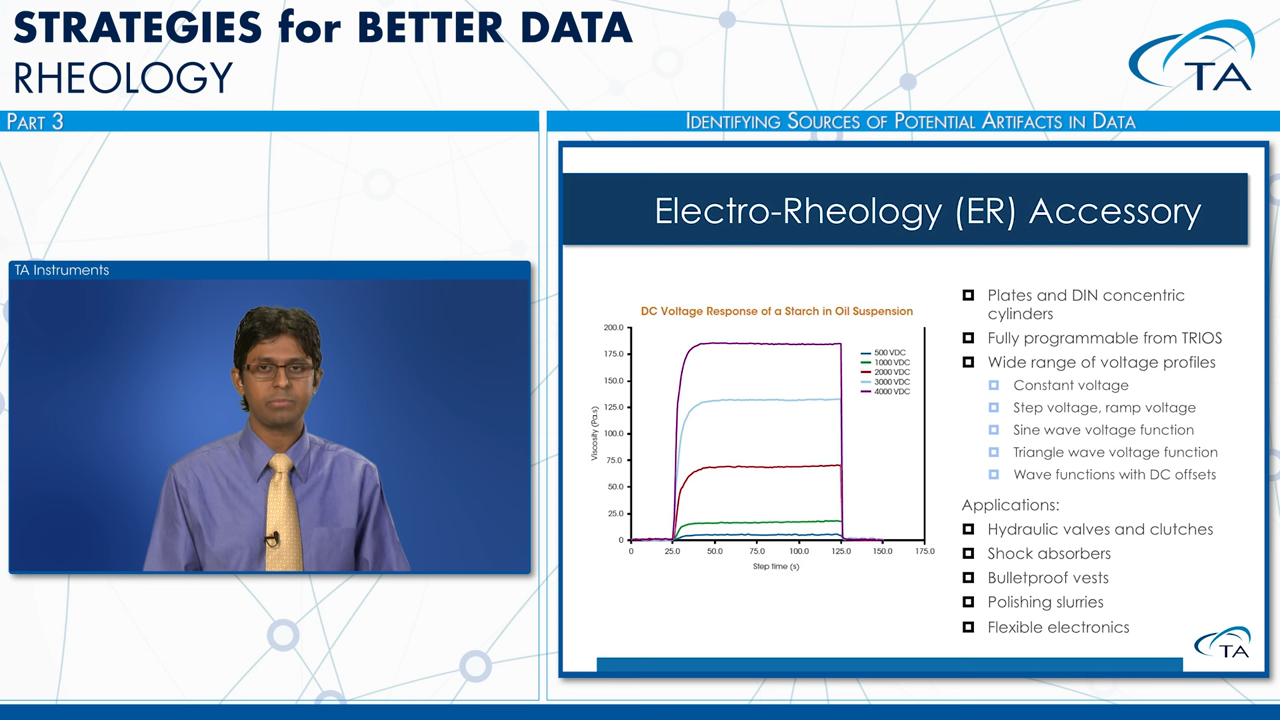 STRATEGIES for BETTER DATA
RHEOLOGY
TA
PART 3
IDENTIFYING SOURCES OF POTENTIAL ARTIFACTS IN DATA
TA Instruments
Electro-Rheology (ER) Accessory
DC Voltage Response of a Starch in Oil Suspension
200.0
175.0
150.0
125.0
100.0
75.0
50.0
25.0
0
Viscosity (Pa.s)
0 25.0 50.0 75.0 100.0 125.0 150.0 175.0
Step time (s)
500 VDC
1000 VDC
2000 VDC
3000 VDC
4000 VDC
Plates and DIN concentric
cylinders
Fully programmable from TRIOS
Wide range of voltage profiles
Constant voltage
Step voltage, ramp voltage
Sine wave voltage function
Triangle wave voltage function
Wave functions with DC offsets
Applications:
Hydraulic valves and clutches
Shock absorbers
Bulletproof vests
Polishing slurries
Flexible electronics
TA